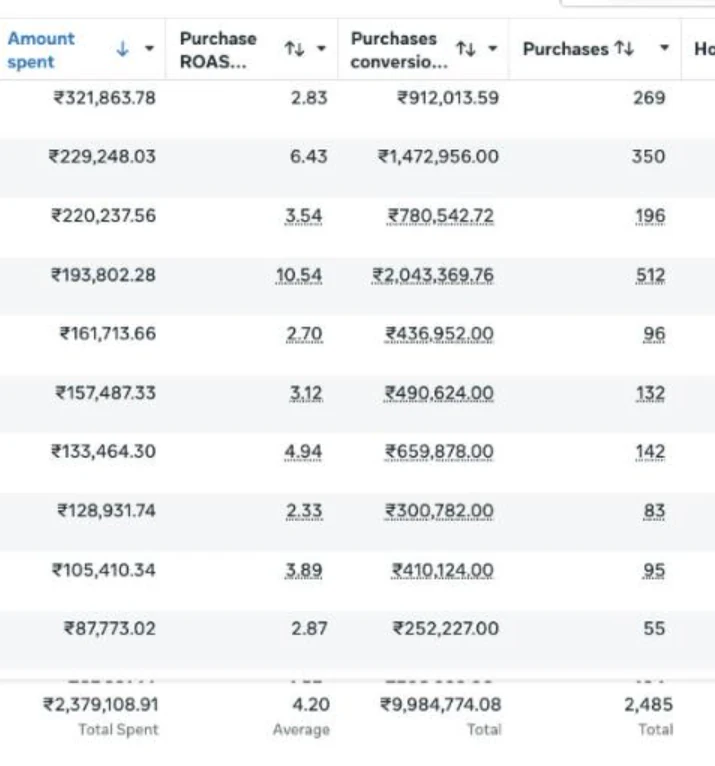 Amount spent Purchase ROAS... Purchases conversio... Purchases Ho
₹321,863.78 2.83 ₹912,013.59 269
₹229,248.03 6.43 ₹1,472,956.00 350
₹220,237.56 3.54 ₹780,542.72 196
₹193,802.28 10.54 ₹2,043,369.76 512
₹161,713.66 2.70 ₹436,952.00 96
₹157,487.33 3.12 ₹490,624.00 132
₹133,464.30 4.94 ₹659,878.00 142
₹128,931.74 2.33 ₹300,782.00 83
₹105,410.34 3.89 ₹410,124.00 95
₹87,773.02 2.87 ₹252,227.00 55
₹2,379,108.91 4.20 ₹9,984,774.08 2,485
Total Spent Average Total Total